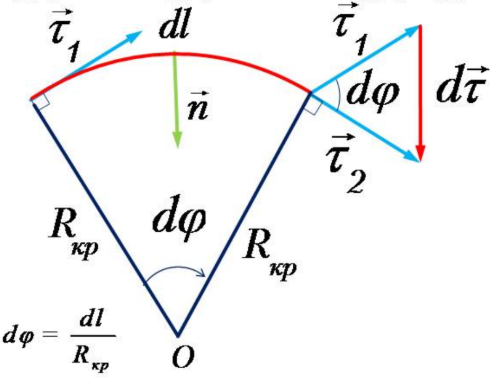 τ⃗₁
dl
τ⃗₁
n⃗
dφ
dτ⃗
τ⃗₂
R_кр
dφ
R_кр
dφ = dl / R_кр
O